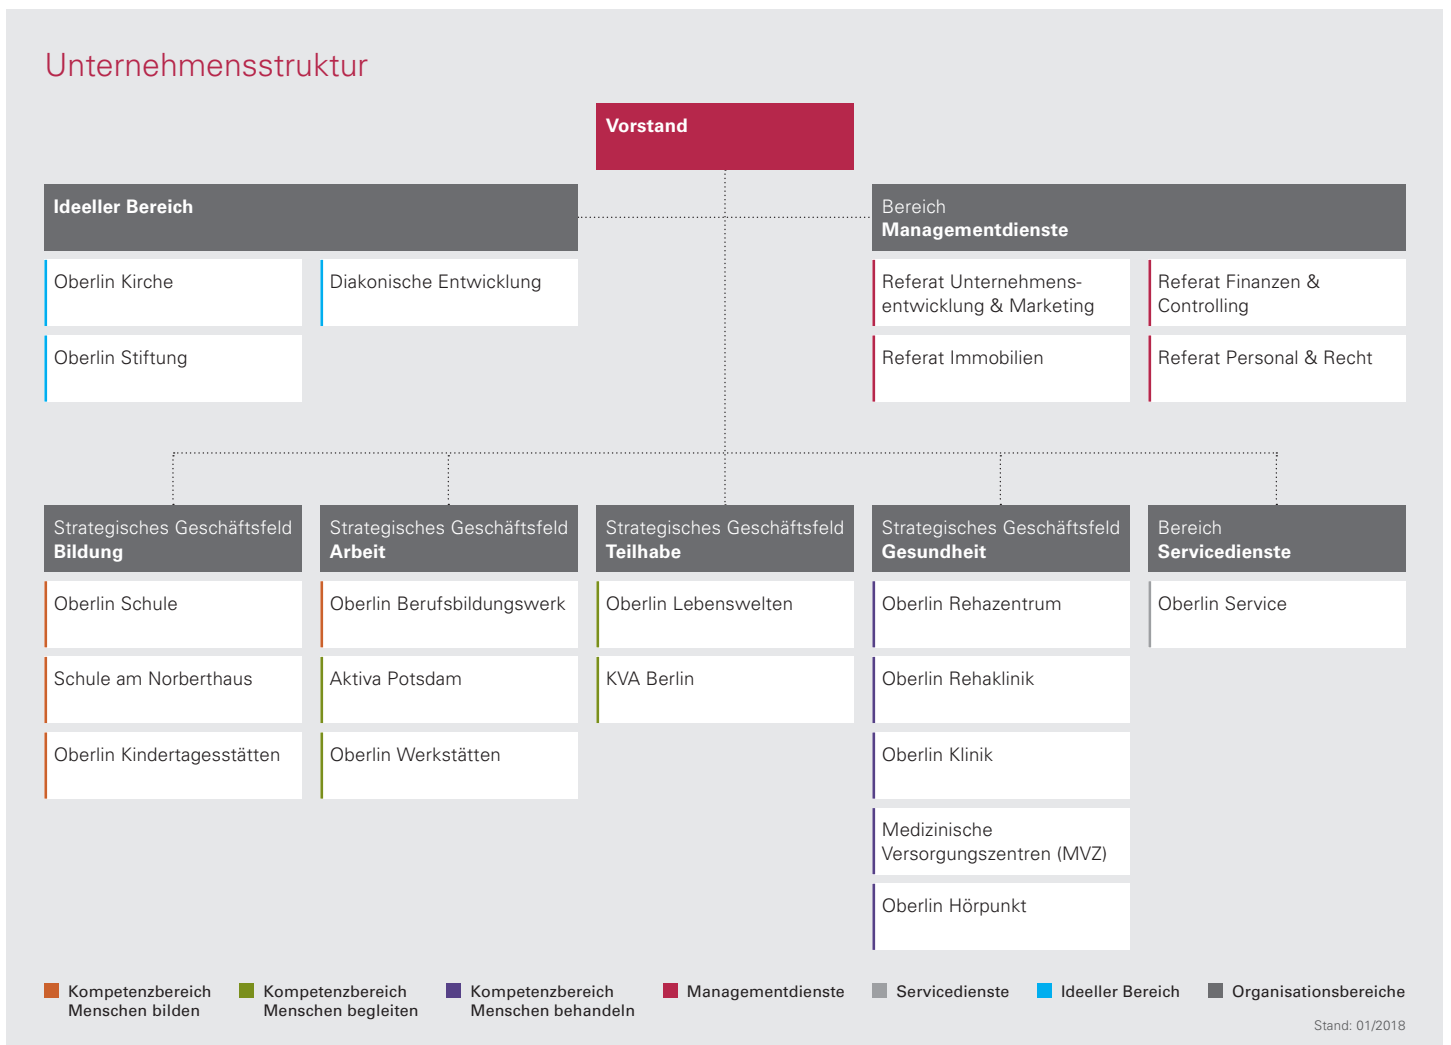 Unternehmensstruktur
Vorstand
Ideeller Bereich
Oberlin Kirche
Diakonische Entwicklung
Oberlin Stiftung
Bereich
Managementdienste
Referat Unternehmens-
entwicklung & Marketing
Referat Finanzen &
Controlling
Referat Immobilien
Referat Personal & Recht
Strategisches Geschäftsfeld
Bildung
Oberlin Schule
Schule am Norberthaus
Oberlin Kindertagesstätten
Strategisches Geschäftsfeld
Arbeit
Oberlin Berufsbildungswerk
Aktiva Potsdam
Oberlin Werkstätten
Strategisches Geschäftsfeld
Teilhabe
Oberlin Lebenswelten
KVA Berlin
Strategisches Geschäftsfeld
Gesundheit
Oberlin Rehazentrum
Oberlin Rehaklinik
Oberlin Klinik
Medizinische
Versorgungszentren (MVZ)
Oberlin Hörpunkt
Bereich
Servicedienste
Oberlin Service
Kompetenzbereich
Menschen bilden
Kompetenzbereich
Menschen begleiten
Kompetenzbereich
Menschen behandeln
Managementdienste
Servicedienste
Ideeller Bereich
Organisationsbereiche
Stand: 01/2018